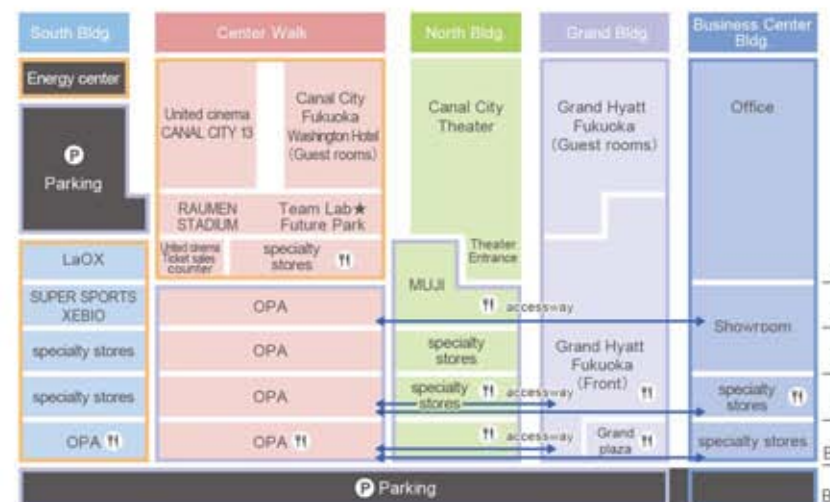 South Bldg.
Center Walk
North Bldg.
Grand Bldg.
Business Center
Bldg.
Energy center
P
Parking
LaOX
SUPER SPORTS
XEBIO
specialty stores
specialty stores
OPA
United cinema
CANAL CITY 13
Canal City
Fukuoka
Washington Hotel
(Guest rooms)
RAUMEN
STADIUM
Team Lab★
Future Park
United cinema
Ticket sales
counter
specialty
stores
OPA
OPA
OPA
OPA
Canal City
Theater
Theater
Entrance
MUJI
accessway
specialty
stores
specialty
stores
accessway
accessway
Grand Hyatt
Fukuoka
(Guest rooms)
Grand Hyatt
Fukuoka
(Front)
Grand
plaza
Office
Showroom
specialty
stores
specialty stores
P Parking